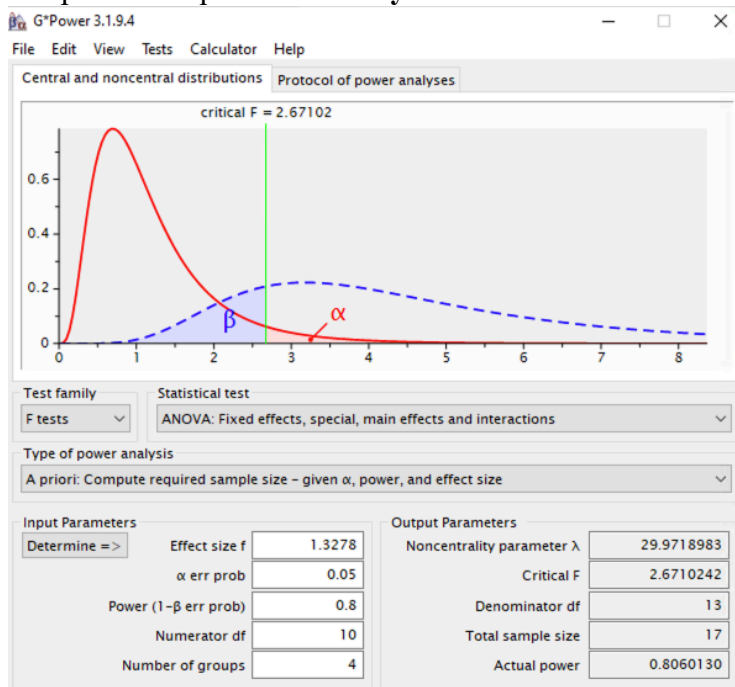 G*Power 3.1.9.4
File Edit View Tests Calculator Help
Central and noncentral distributions Protocol of power analyses
critical F = 2.67102
0.6
0.4
0.2
0
β
α
0 1 2 3 4 5 6 7 8
Test family Statistical test
F tests ANOVA: Fixed effects, special, main effects and interactions
Type of power analysis
A priori: Compute required sample size – given α, power, and effect size
Input Parameters Output Parameters
Determine => Effect size f 1.3278 Noncentrality parameter λ 29.9718983
α err prob 0.05 Critical F 2.6710242
Power (1-β err prob) 0.8 Denominator df 13
Numerator df 10 Total sample size 17
Number of groups 4 Actual power 0.8060130